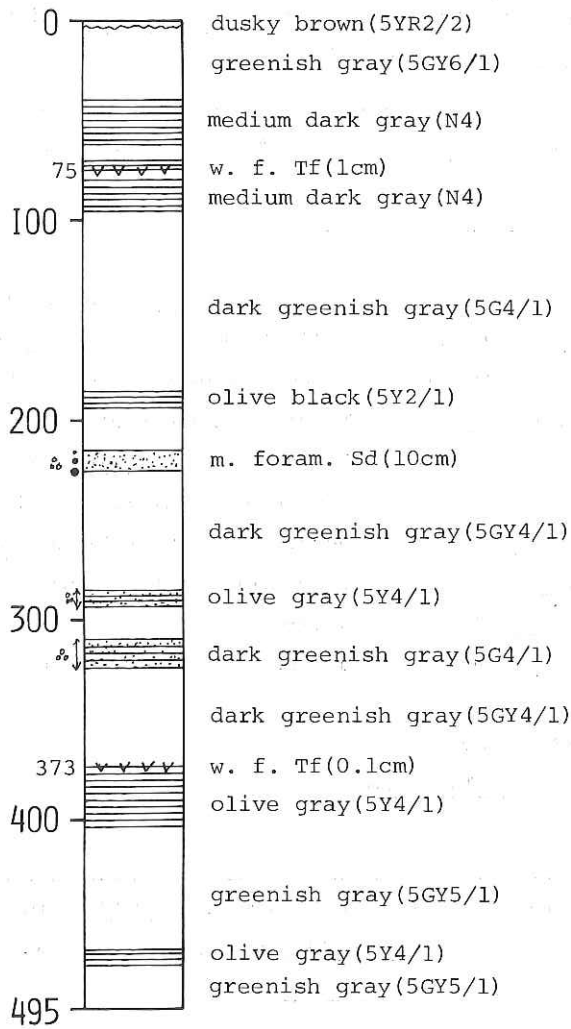 0 dusky brown(5YR2/2)
greenish gray(5GY6/1)
medium dark gray(N4)
75 w. f. Tf(1cm)
medium dark gray(N4)
100
dark greenish gray(5G4/1)
olive black(5Y2/1)
200
m. foram. Sd(10cm)
dark greenish gray(5GY4/1)
olive gray(5Y4/1)
300
dark greenish gray(5G4/1)
dark greenish gray(5GY4/1)
373 w. f. Tf(0.1cm)
olive gray(5Y4/1)
400
greenish gray(5GY5/1)
olive gray(5Y4/1)
greenish gray(5GY5/1)
495